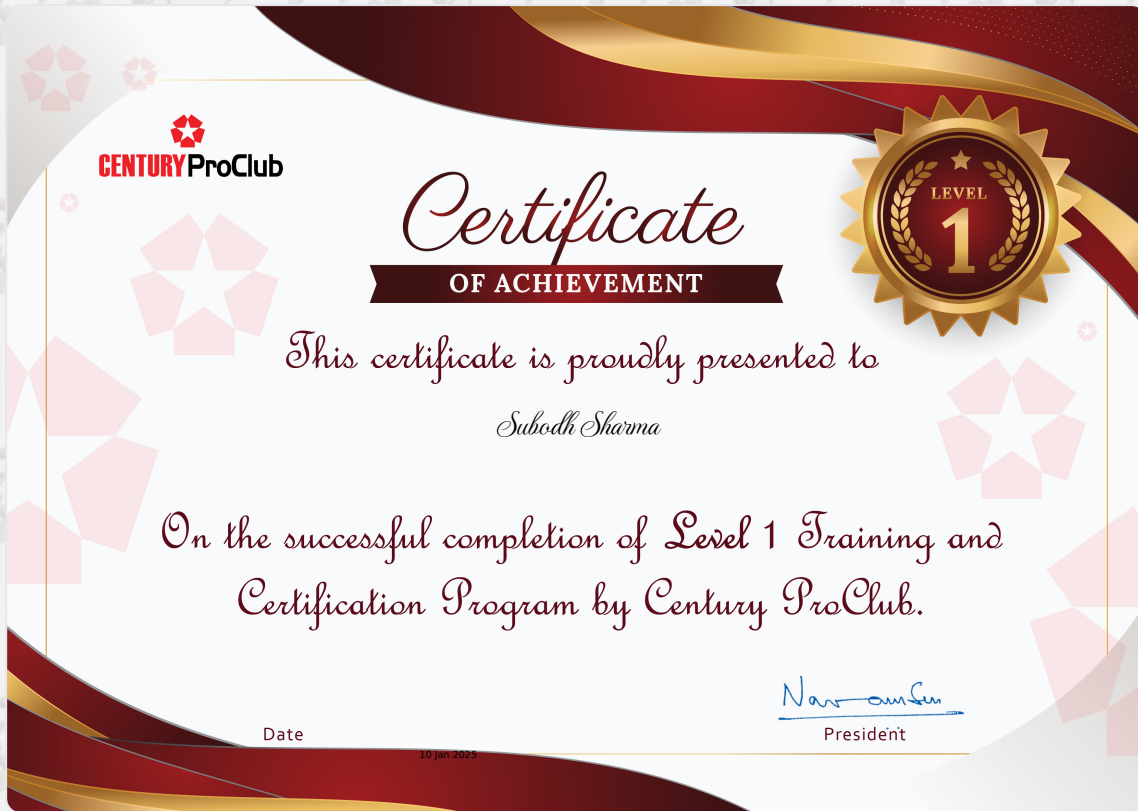 CENTURY ProClub
LEVEL
1
Certificate
OF ACHIEVEMENT
This certificate is proudly presented to
Subodh Sharma
On the successful completion of Level 1 Training and
Certification Program by Century ProClub.
Date
President
10 Jan 2025